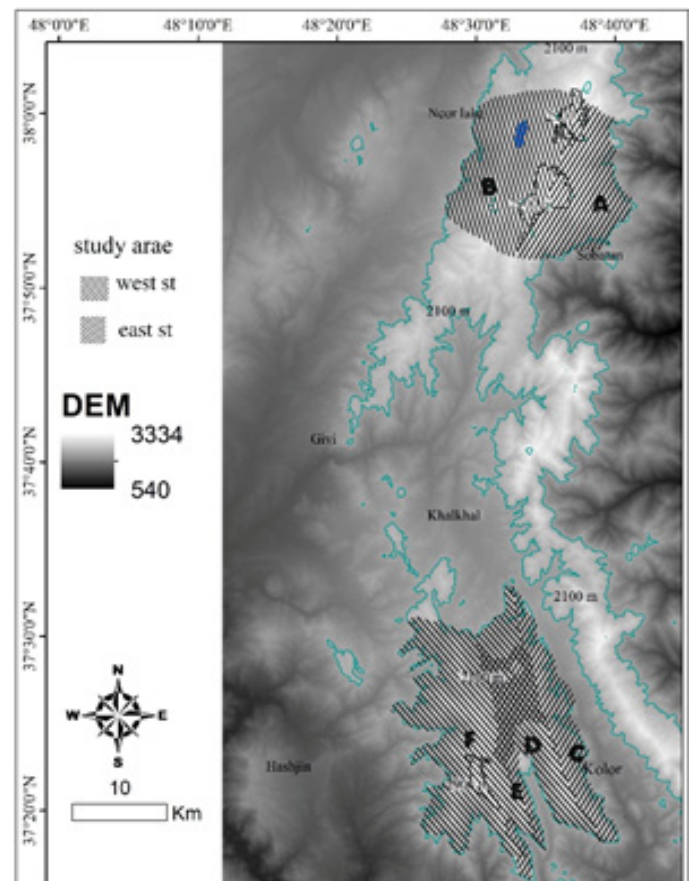 48°0'0"E 48°10'0"E 48°20'0"E 48°30'0"E 48°40'0"E
2100 m
38°0'0"N
Neor lake
B
A
Sobatan
study arae
west st
37°50'0"N
east st
2100 m
DEM
3334
540
Givi
37°40'0"N
Khalkhal
2100 m
37°30'0"N
2100 m
N
W E
S
F
D
C
Hashjin
Kolor
E
10
Km
37°20'0"N